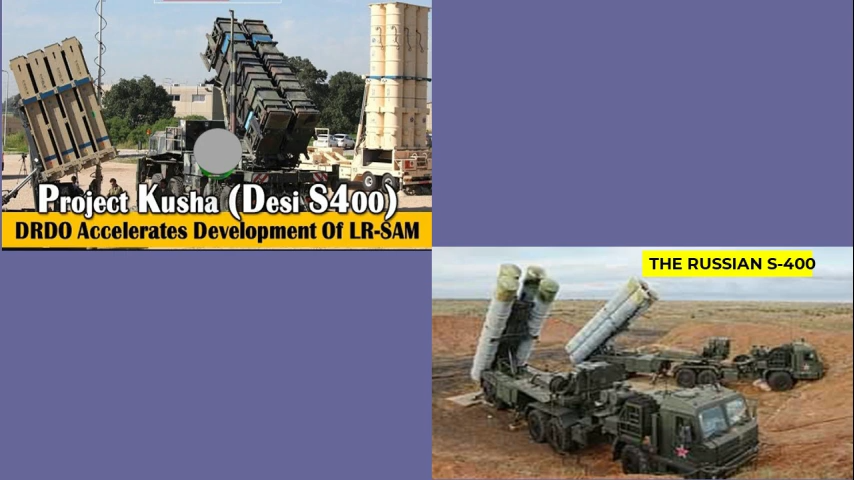 Project Kusha (Desi S400)
DRDO Accelerates Development Of LR-SAM
THE RUSSIAN S-400